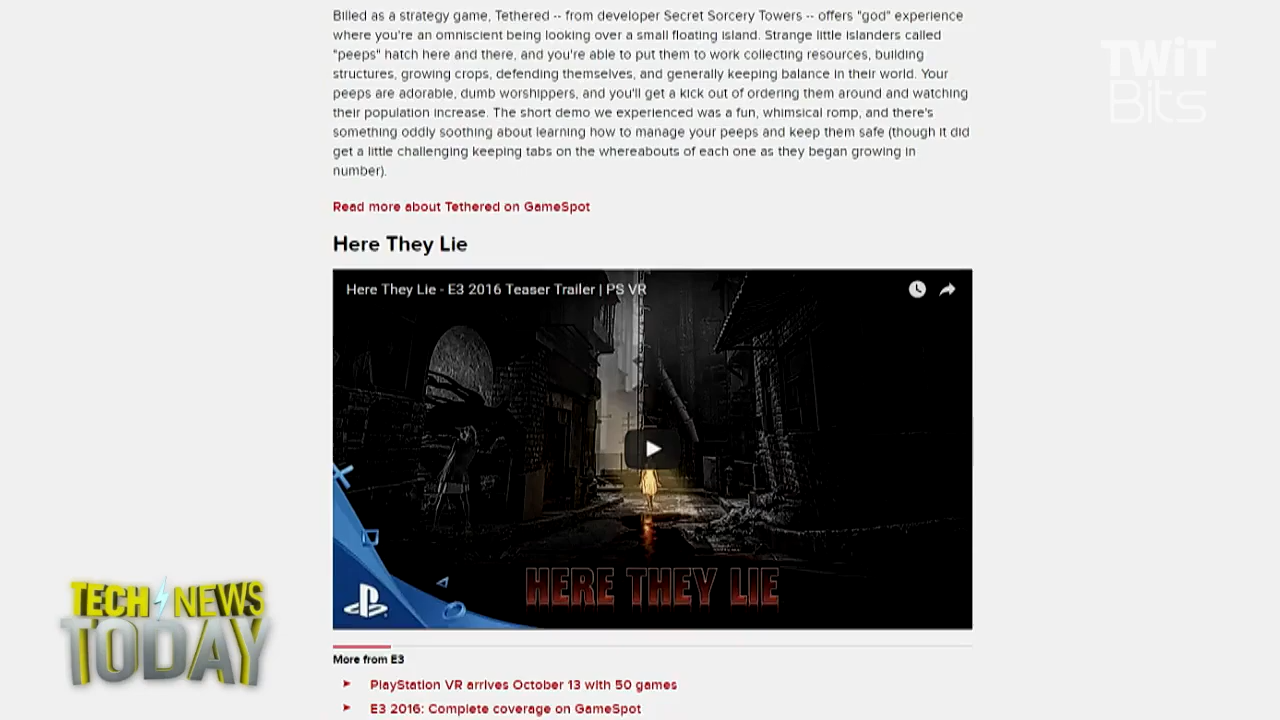 Billed as a strategy game, Tethered -- from developer Secret Sorcery Towers -- offers "god" experience
where you're an omniscient being looking over a small floating island. Strange little islanders called
"peeps" hatch here and there, and you're able to put them to work collecting resources, building
structures, growing crops, defending themselves, and generally keeping balance in their world. Your
peeps are adorable, dumb worshippers, and you'll get a kick out of ordering them around and watching
their population increase. The short demo we experienced was a fun, whimsical romp, and there's
something oddly soothing about learning how to manage your peeps and keep them safe (though it did
get a little challenging keeping tabs on the whereabouts of each one as they began growing in
number).
TWiT
Bits
Read more about Tethered on GameSpot
Here They Lie
Here They Lie - E3 2016 Teaser Trailer | PS VR
HERE THEY LIE
TECH NEWS
TODAY
More from E3
PlayStation VR arrives October 13 with 50 games
E3 2016: Complete coverage on GameSpot